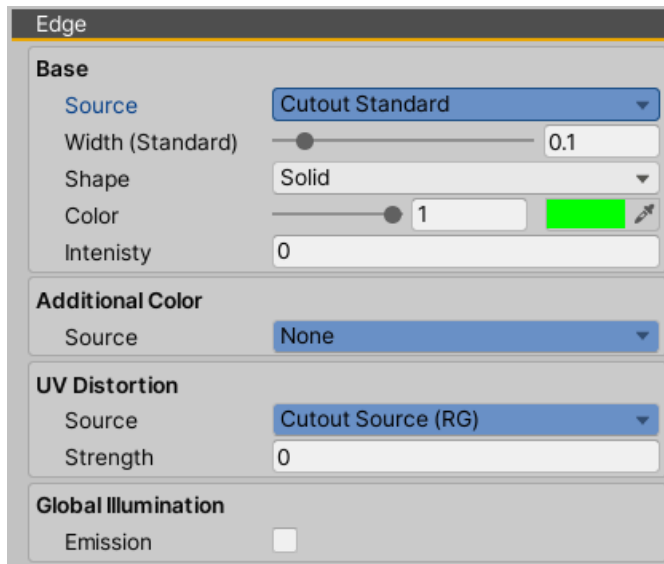 Edge
Base
Source Cutout Standard
Width (Standard) 0.1
Shape Solid
Color 1
Intenisty 0
Additional Color
Source None
UV Distortion
Source Cutout Source (RG)
Strength 0
Global Illumination
Emission